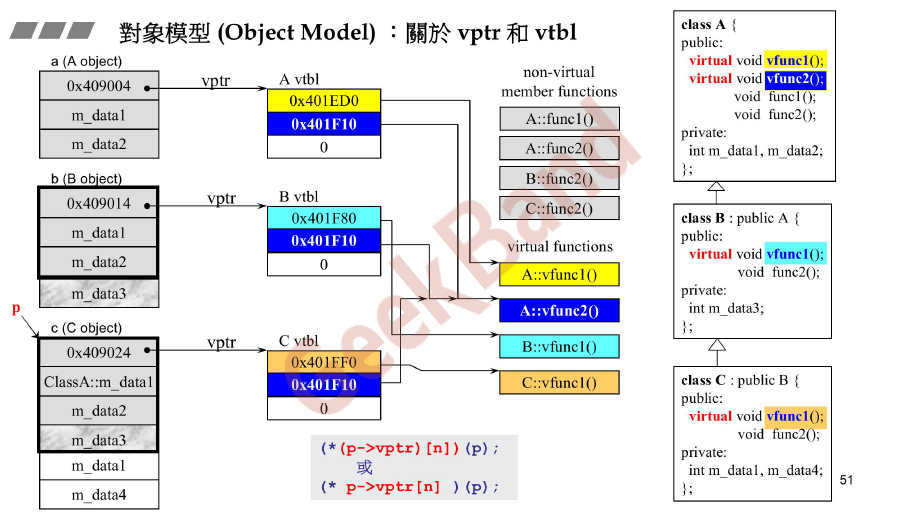 對象模型 (Object Model) ：關於 vptr 和 vtbl
a (A object)
0x409004
m_data1
m_data2
vptr
A vtbl
0x401ED0
0x401F10
0
b (B object)
0x409014
m_data1
m_data2
m_data3
vptr
B vtbl
0x401F80
0x401F10
0
p
c (C object)
0x409024
ClassA::m_data1
m_data2
m_data3
m_data1
m_data4
vptr
C vtbl
0x401FF0
0x401F10
0
non-virtual
member functions
A::func1()
A::func2()
B::func2()
C::func2()
virtual functions
A::vfunc1()
A::vfunc2()
B::vfunc1()
C::vfunc1()
(*(p->vptr)[n])(p);
或
(* p->vptr[n] )(p);
class A {
public:
virtual void vfunc1();
virtual void vfunc2();
void func1();
void func2();
private:
int m_data1, m_data2;
};
class B : public A {
public:
virtual void vfunc1();
void func2();
private:
int m_data3;
};
class C : public B {
public:
virtual void vfunc1();
void func2();
private:
int m_data1, m_data4;
};
51
GeekBand